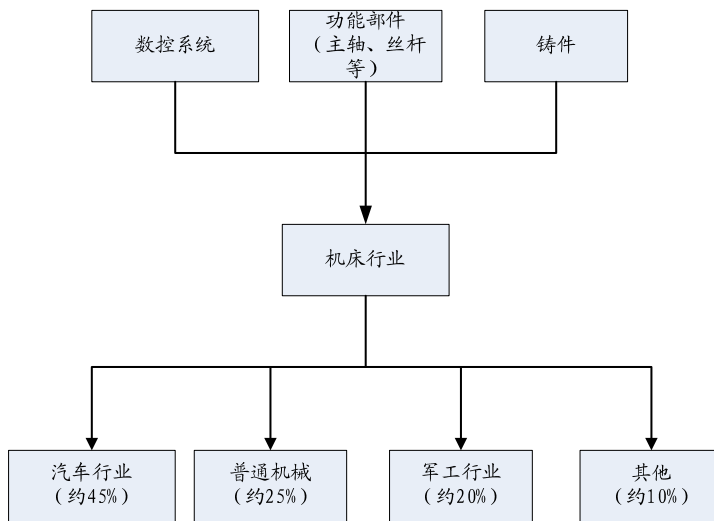 数控系统
功能部件
（主轴、丝杆
等）
铸件
机床行业
汽车行业
（约45%）
普通机械
（约25%）
军工行业
（约20%）
其他
（约10%）